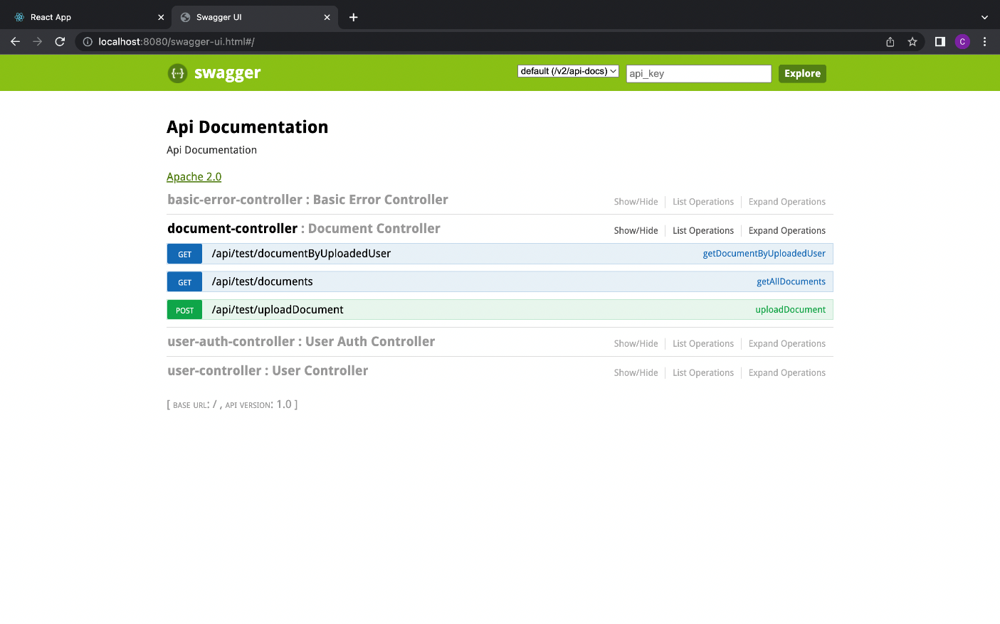 React App
Swagger UI
localhost:8080/swagger-ui.html#/
C
swagger
default (/v2/api-docs)
api_key
Explore
Api Documentation
Api Documentation
Apache 2.0
basic-error-controller : Basic Error Controller Show/Hide List Operations Expand Operations
document-controller : Document Controller Show/Hide List Operations Expand Operations
GET /api/test/documentByUploadedUser getDocumentByUploadedUser
GET /api/test/documents getAllDocuments
POST /api/test/uploadDocument uploadDocument
user-auth-controller : User Auth Controller Show/Hide List Operations Expand Operations
user-controller : User Controller Show/Hide List Operations Expand Operations
[ BASE URL: / , API VERSION: 1.0 ]